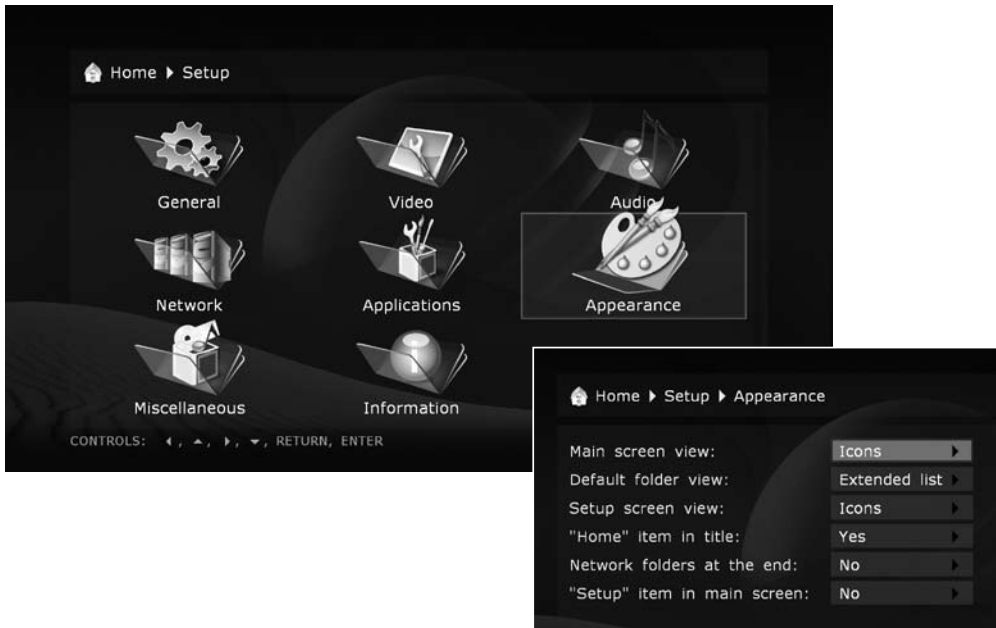 Home ▶ Setup
General Video Audio
Network Applications Appearance
Miscellaneous Information
CONTROLS: ◀, ▲, ▶, ▼, RETURN, ENTER
Home ▶ Setup ▶ Appearance
Main screen view: Icons ▶
Default folder view: Extended list ▶
Setup screen view: Icons ▶
"Home" item in title: Yes ▶
Network folders at the end: No ▶
"Setup" item in main screen: No ▶